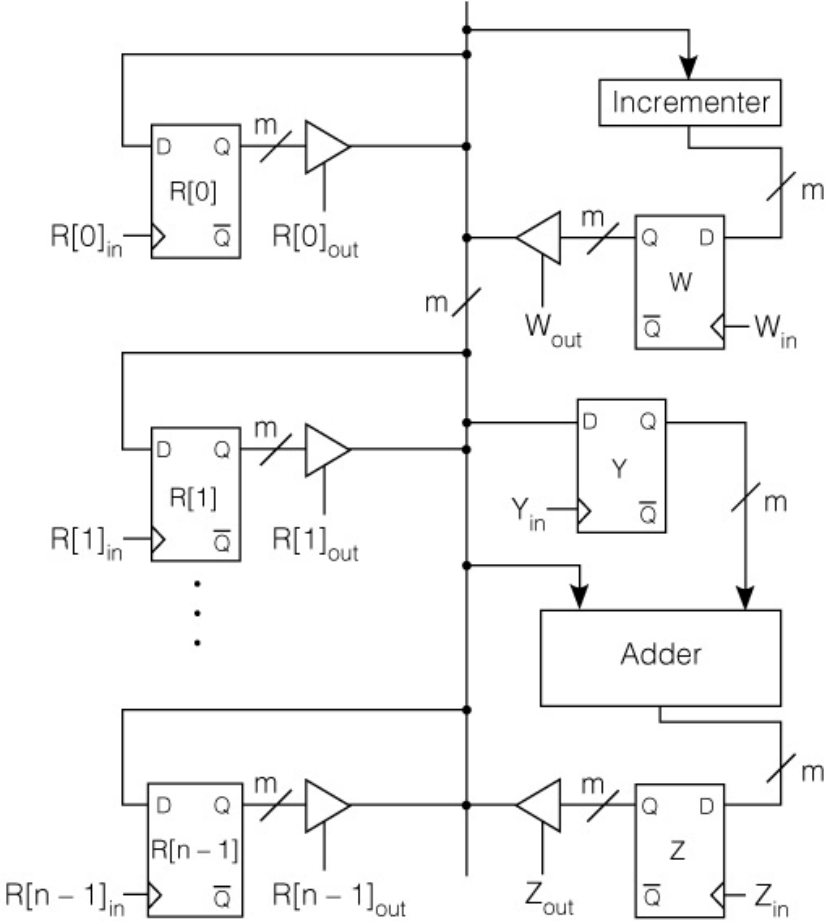 Incrementer
m
D Q
R[0]
Q̅
R[0]in
R[0]out
m
m
Q D
W
Q̅
Wout
Win
m
m
D Q
R[1]
Q̅
R[1]in
R[1]out
D Q
Y
Q̅
Yin
m
Adder
m
D Q
R[n – 1]
Q̅
R[n – 1]in
R[n – 1]out
m
m
Q D
Z
Q̅
Zout
Zin